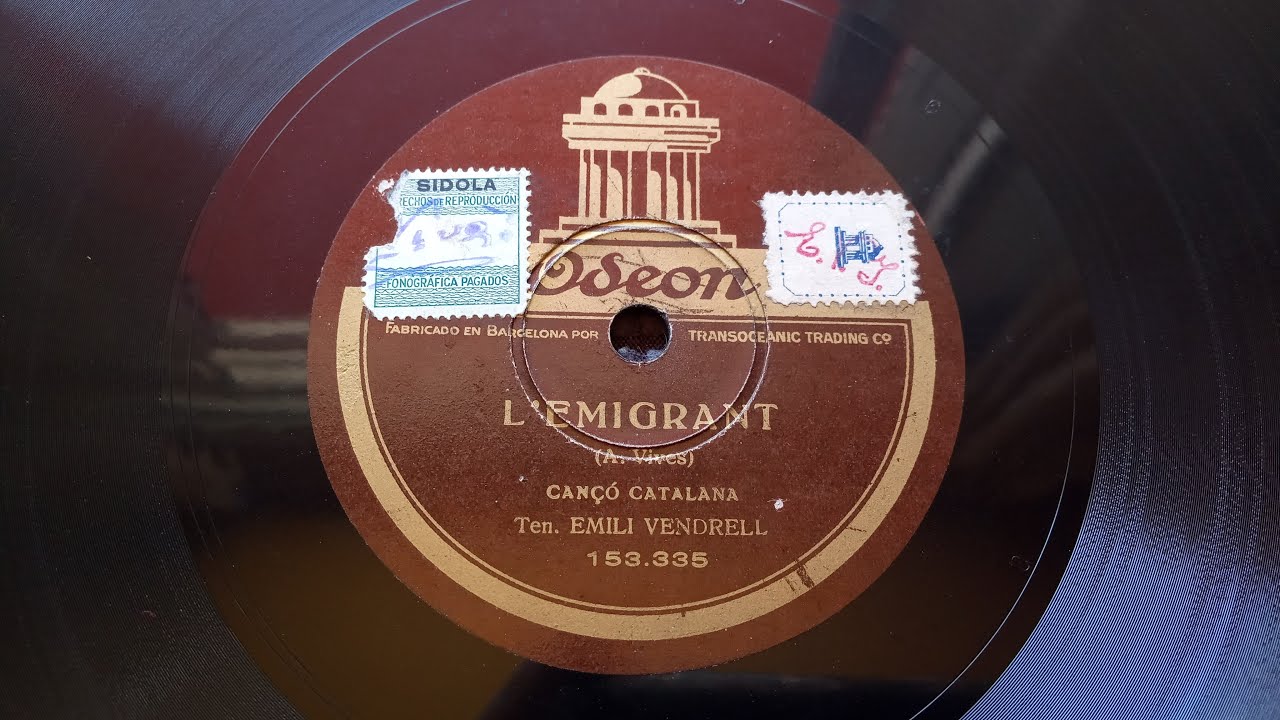 SIDOLA
ECHOS DE REPRODUCCIÓN
FONOGRÁFICA PAGADOS
Odeon
FABRICADO EN BARCELONA POR TRANSOCEANIC TRADING Cº
L'EMIGRANT
(A. Vives)
CANÇÓ CATALANA
Ten. EMILI VENDRELL
153.335